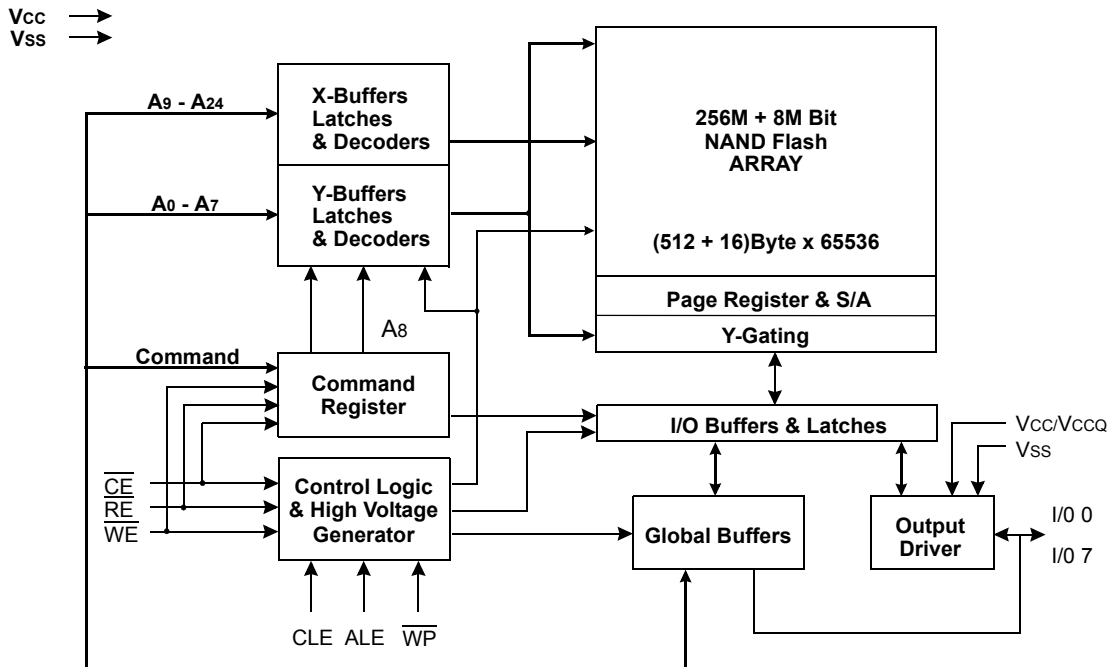 VCC
VSS
A9 - A24
X-Buffers
Latches
& Decoders
A0 - A7
Y-Buffers
Latches
& Decoders
256M + 8M Bit
NAND Flash
ARRAY
(512 + 16)Byte x 65536
Page Register & S/A
Y-Gating
A8
Command
Command
Register
I/O Buffers & Latches
VCC/VCCQ
VSS
CE
RE
WE
Control Logic
& High Voltage
Generator
Global Buffers
Output
Driver
I/0 0
I/0 7
CLE
ALE
WP